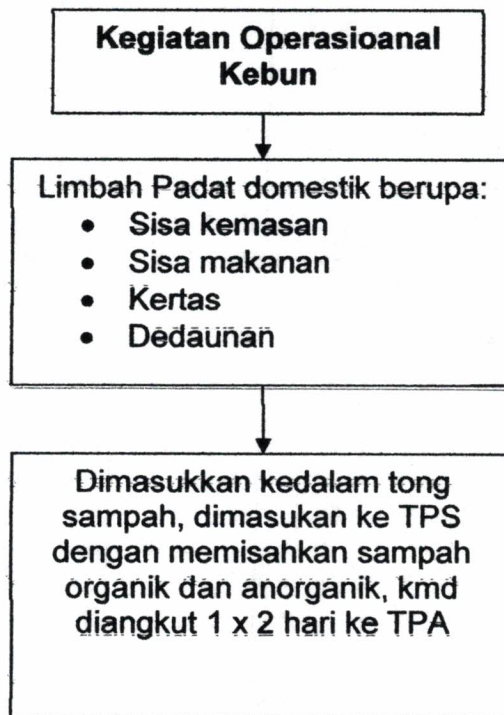 Kegiatan Operasioanal
Kebun
Limbah Padat domestik berupa:
• Sisa kemasan
• Sisa makanan
• Kertas
• Dedaunan
Dimasukkan kedalam tong
sampah, dimasukan ke TPS
dengan memisahkan sampah
organik dan anorganik, kmd
diangkut 1 x 2 hari ke TPA